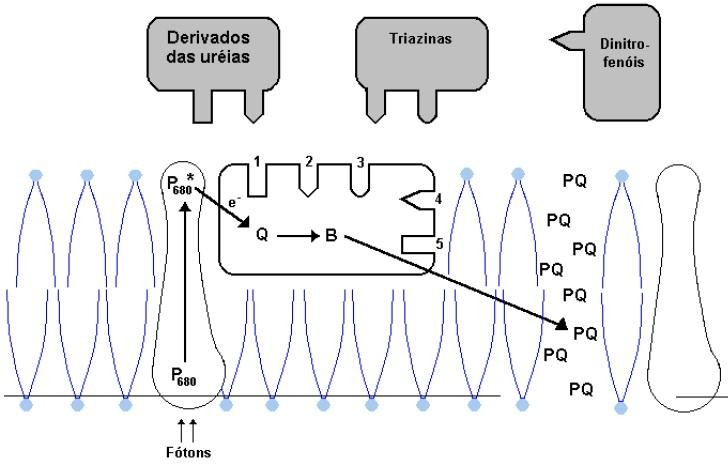 Derivados
das uréias
Triazinas
Dinitro-
fenóis
P680*
1
2
3
4
5
e-
Q
B
P680
PQ
PQ
PQ
PQ
PQ
PQ
PQ
PQ
Fótons